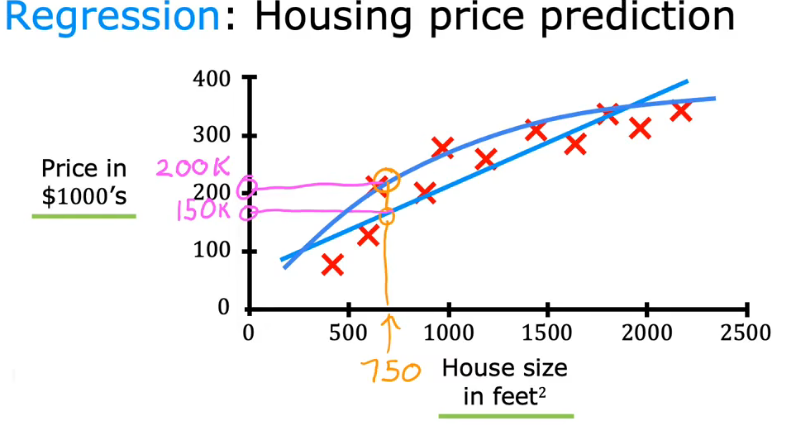 Regression: Housing price prediction
400
300
Price in
$1000's
200K
200
150K
100
0
0 500 1000 1500 2000 2500
750
House size
in feet²